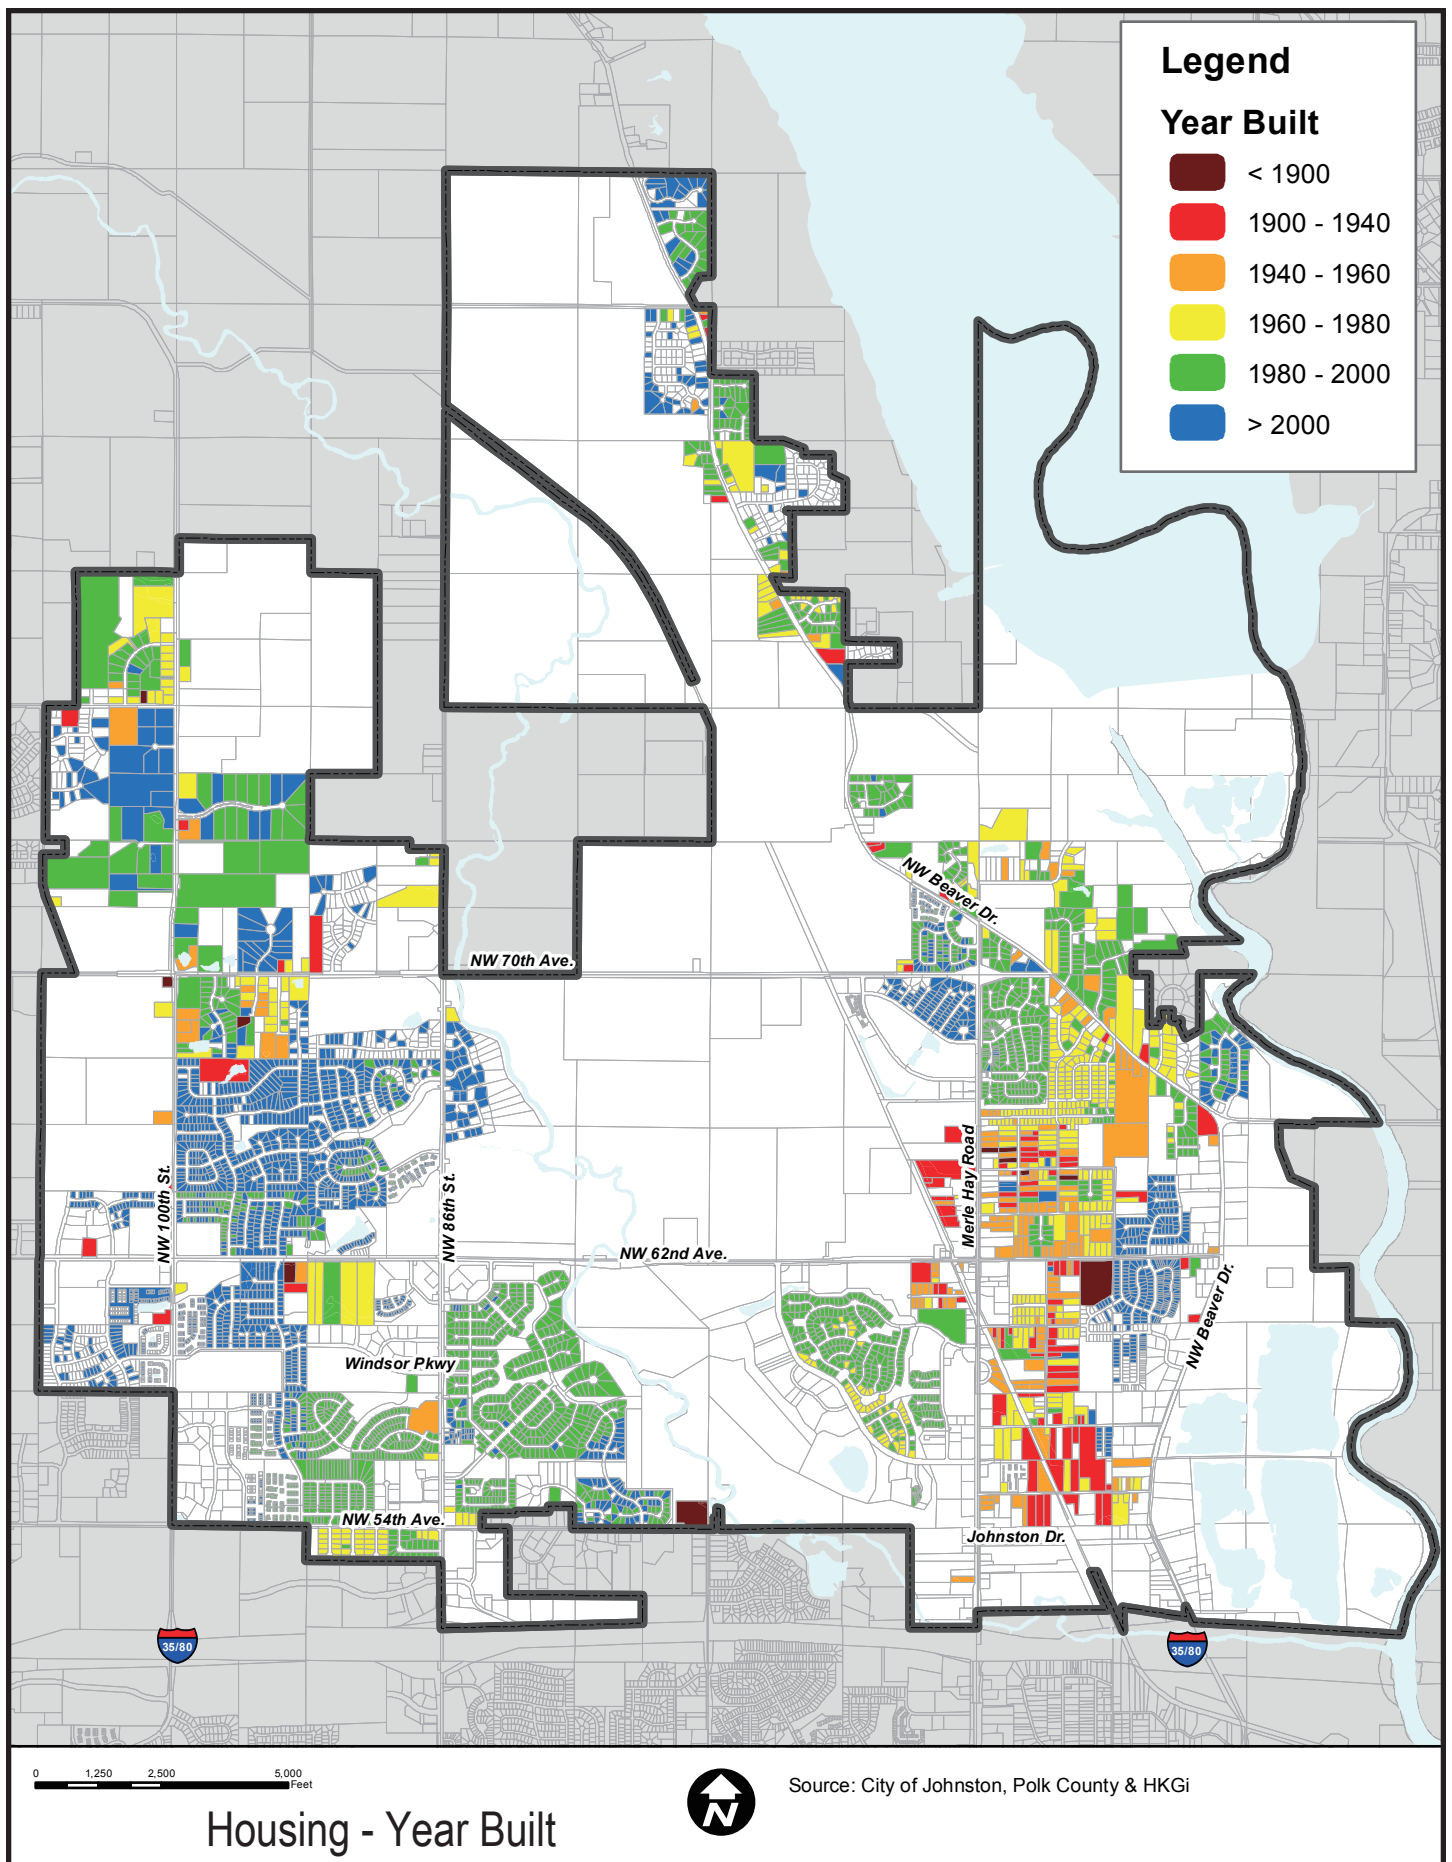 Legend
Year Built
< 1900
1900 - 1940
1940 - 1960
1960 - 1980
1980 - 2000
> 2000
NW Beaver Dr.
NW 70th Ave.
NW 100th St.
NW 86th St.
Merle Hay Road
NW 62nd Ave.
NW Beaver Dr.
Windsor Pkwy
NW 54th Ave.
Johnston Dr.
35/80
35/80
0 1,250 2,500 5,000
Feet
N
Source: City of Johnston, Polk County & HKGi
Housing - Year Built